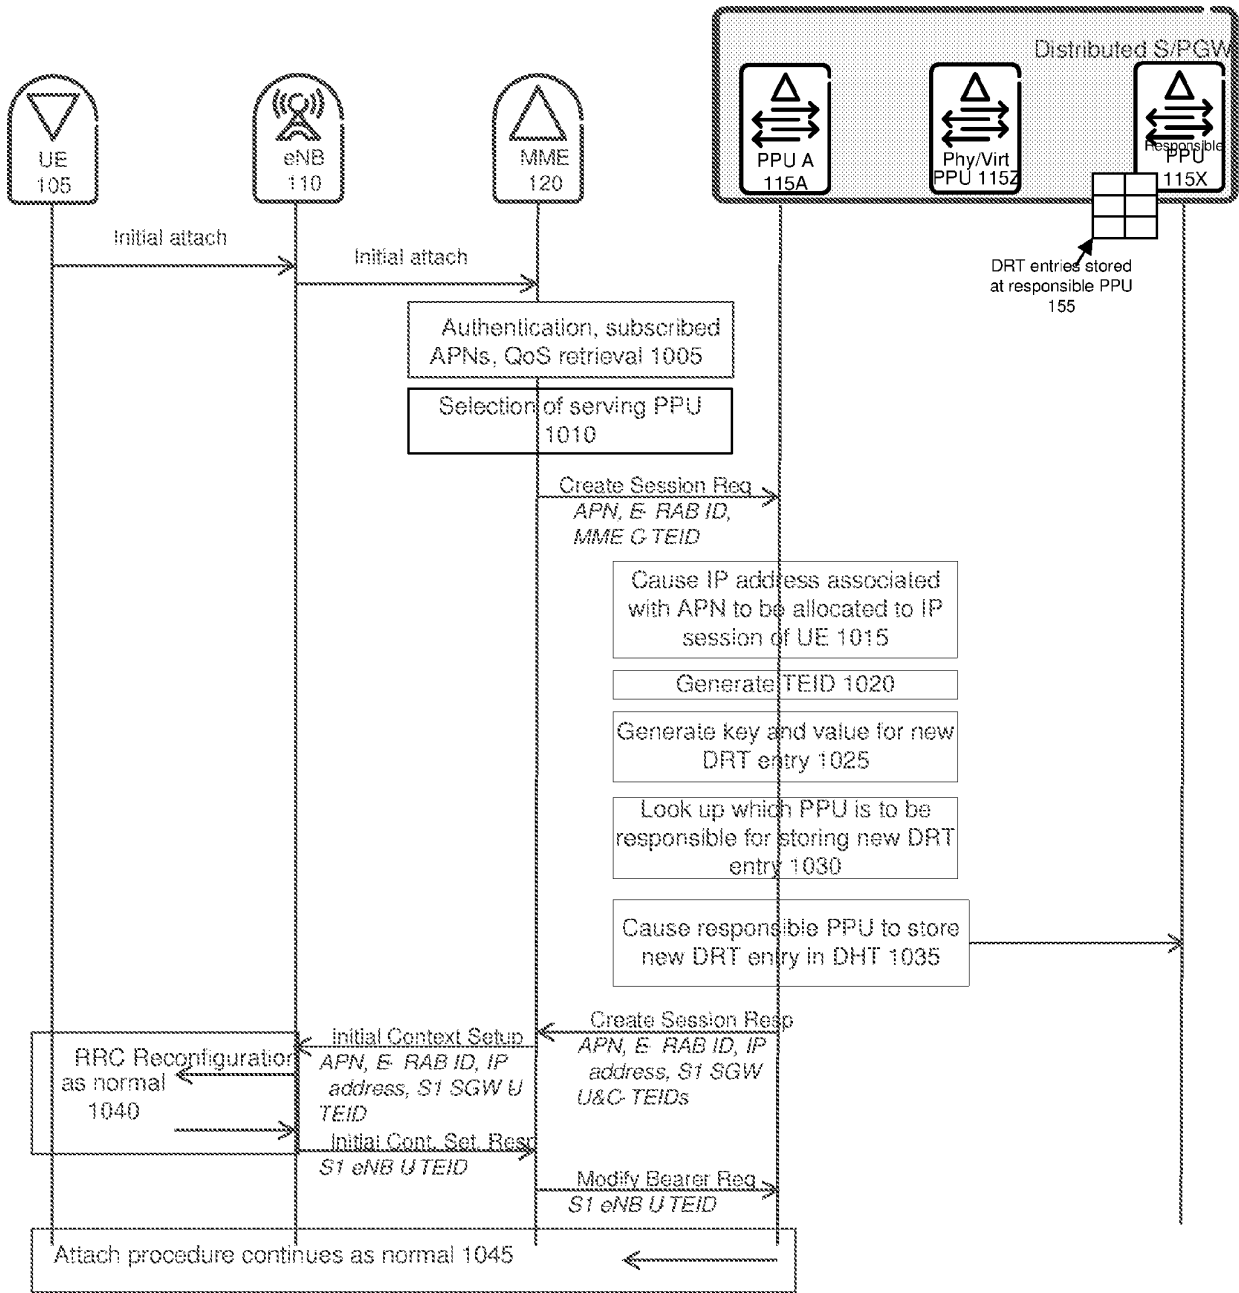 Distributed S/PGW
UE
105
eNB
110
MME
120
PPU A
115A
Phy/Virt
PPU 115Z
Responsible
PPU
115X
Initial attach
Initial attach
DRT entries stored
at responsible PPU
155
Authentication, subscribed
APNs, QoS retrieval 1005
Selection of serving PPU
1010
Create Session Req
APN, E- RAB ID,
MME C TEID
Cause IP address associated
with APN to be allocated to IP
session of UE 1015
Generate TEID 1020
Generate key and value for new
DRT entry 1025
Look up which PPU is to be
responsible for storing new DRT
entry 1030
Cause responsible PPU to store
new DRT entry in DHT 1035
Create Session Resp
APN, E- RAB ID, IP
address, S1 SGW
U&C- TEIDs
Initial Context Setup
APN, E- RAB ID, IP
address, S1 SGW U
TEID
RRC Reconfiguration
as normal
1040
Initial Cont. Set. Resp
S1 eNB U TEID
Modify Bearer Req
S1 eNB U TEID
Attach procedure continues as normal 1045